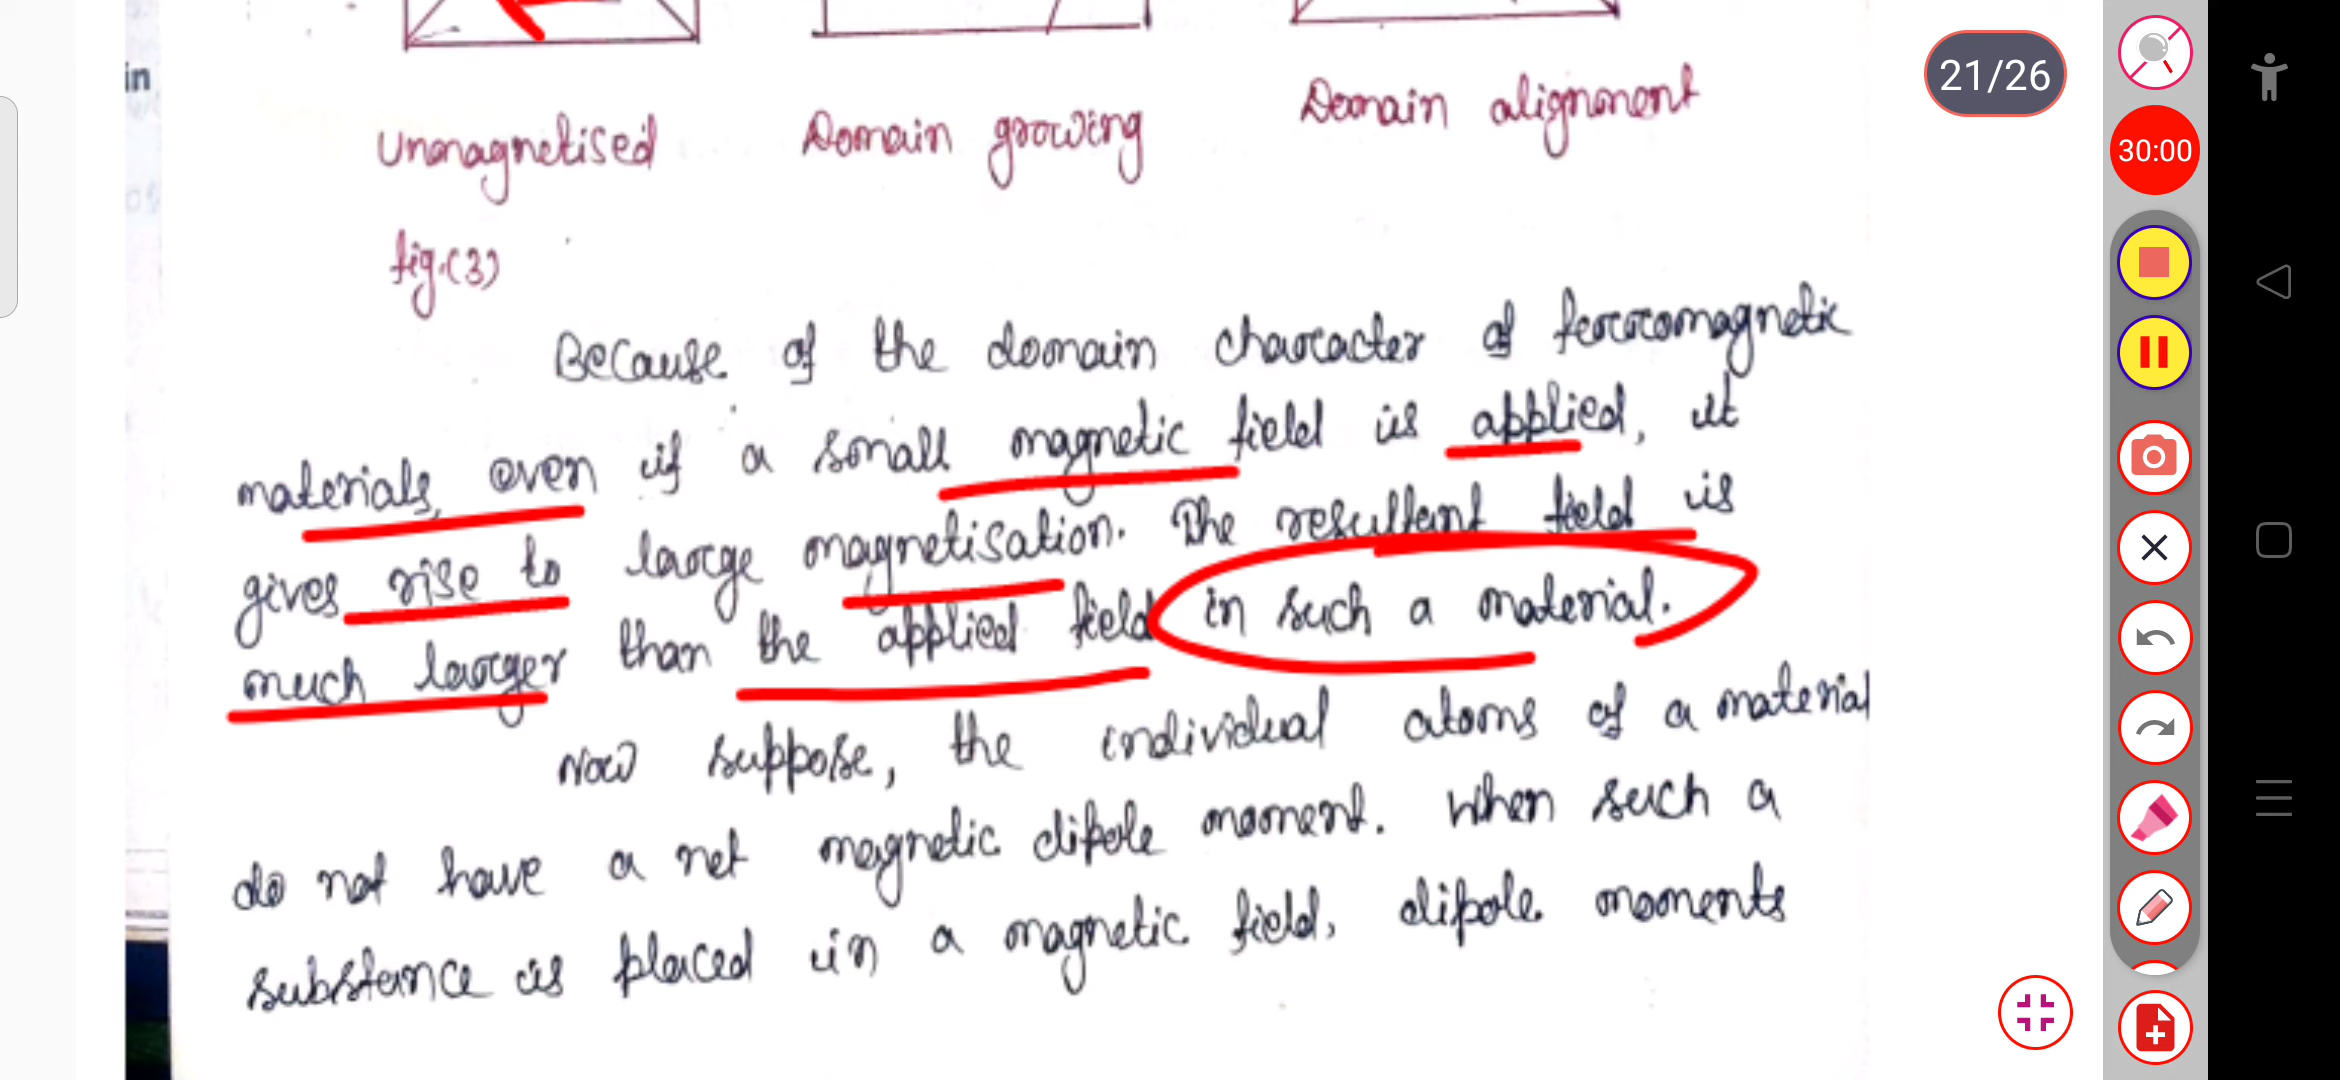 in
21/26
30:00
Unmagnetised
Domain growing
Domain alignment
fig.(3)
Because of the domain character of ferromagnetic
materials, even if a small magnetic field is applied, it
gives rise to large magnetisation. The resultant field is
much larger than the applied field in such a material.
Now suppose, the individual atoms of a material
do not have a net magnetic dipole moment. When such a
substance is placed in a magnetic field, dipole moments